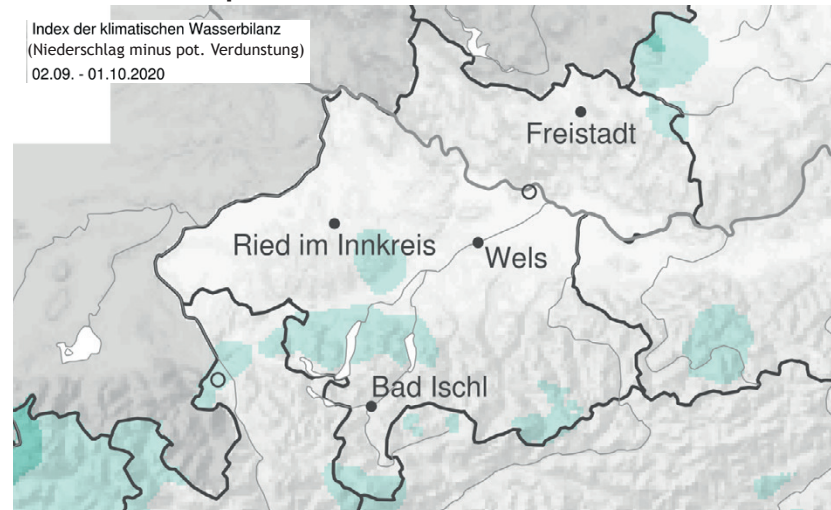 Index der klimatischen Wasserbilanz
(Niederschlag minus pot. Verdunstung)
02.09. - 01.10.2020
Freistadt
Ried im Innkreis
Wels
Bad Ischl